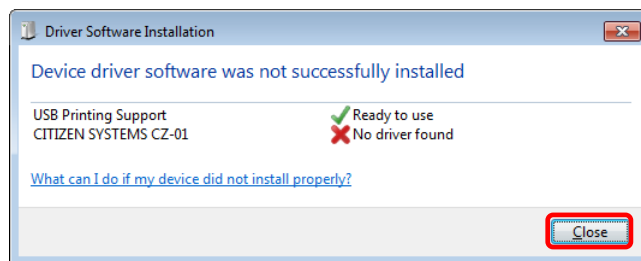 Driver Software Installation
Device driver software was not successfully installed
USB Printing Support Ready to use
CITIZEN SYSTEMS CZ-01 No driver found
What can I do if my device did not install properly?
Close